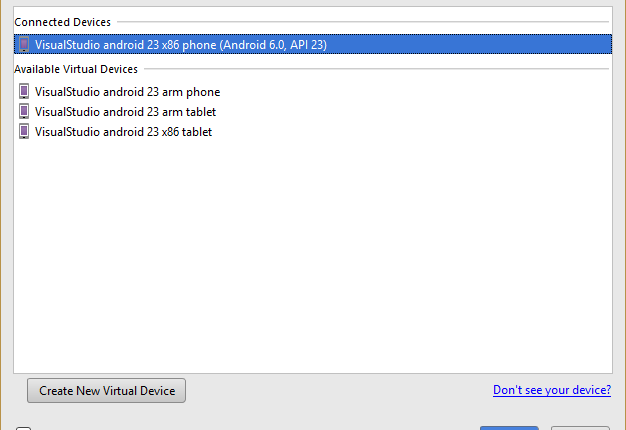 Connected Devices
VisualStudio android 23 x86 phone (Android 6.0, API 23)
Available Virtual Devices
VisualStudio android 23 arm phone
VisualStudio android 23 arm tablet
VisualStudio android 23 x86 tablet
Create New Virtual Device
Don't see your device?